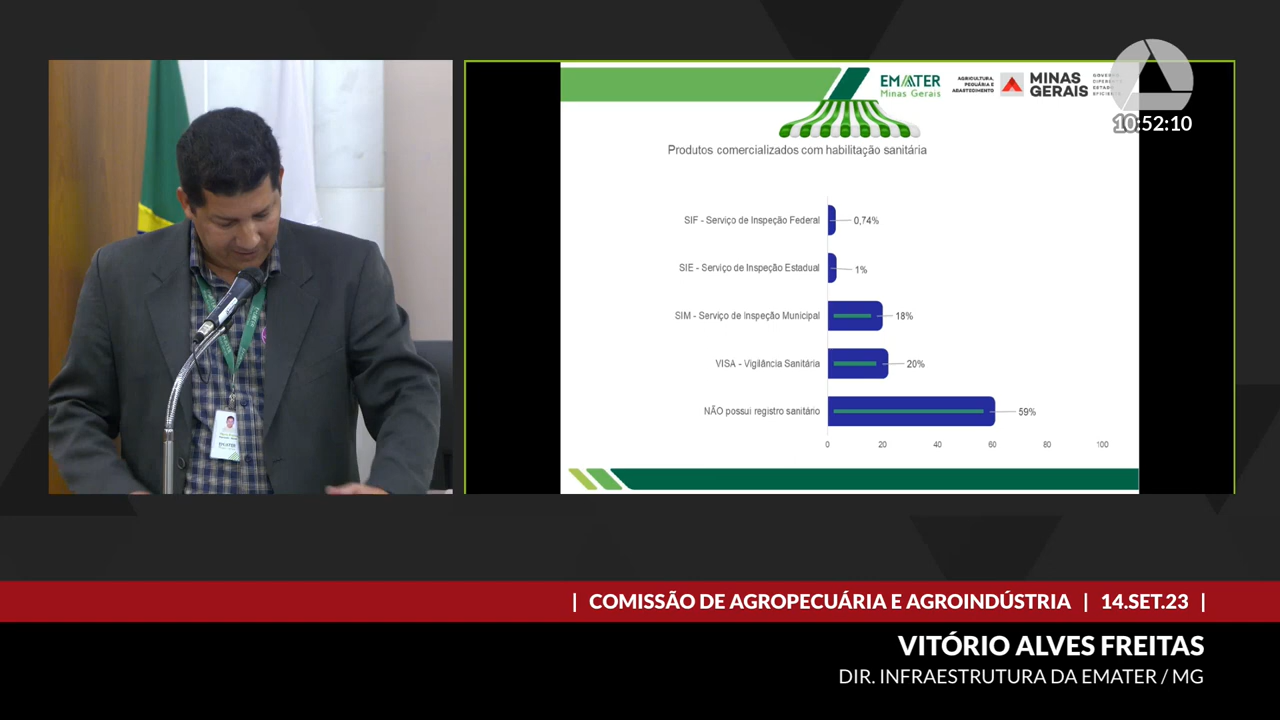 EMATER
Minas Gerais
AGRICULTURA,
PECUÁRIA E
ABASTECIMENTO
MINAS
GERAIS
10:52:10
Produtos comercializados com habilitação sanitária
SIF - Serviço de Inspeção Federal 0,74%
SIE - Serviço de Inspeção Estadual 1%
SIM - Serviço de Inspeção Municipal 18%
VISA - Vigilância Sanitária 20%
NÃO possui registro sanitário 59%
0 20 40 60 80 100
| COMISSÃO DE AGROPECUÁRIA E AGROINDÚSTRIA | 14.SET.23 |
VITÓRIO ALVES FREITAS
DIR. INFRAESTRUTURA DA EMATER / MG